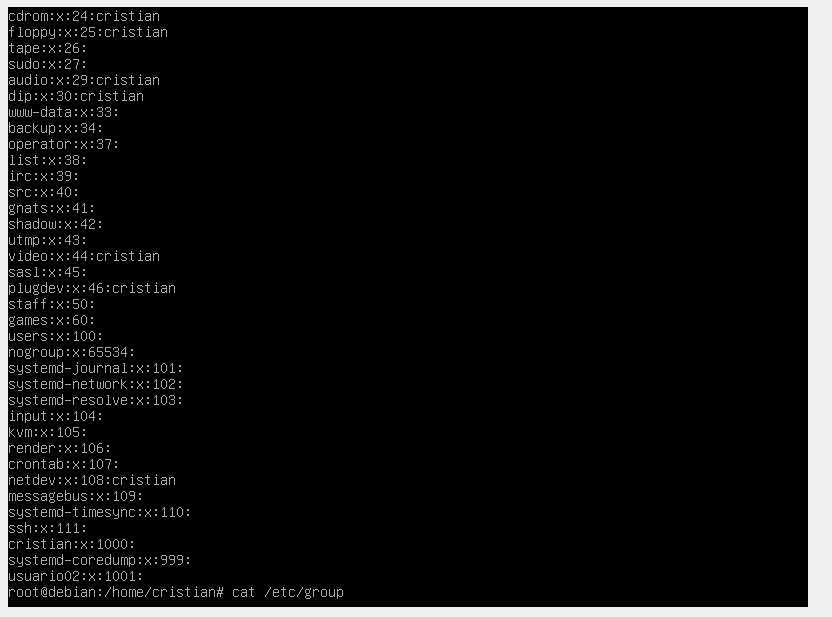 cdrom:x:24:cristian
floppy:x:25:cristian
tape:x:26:
sudo:x:27:
audio:x:29:cristian
dip:x:30:cristian
www-data:x:33:
backup:x:34:
operator:x:37:
list:x:38:
irc:x:39:
src:x:40:
gnats:x:41:
shadow:x:42:
utmp:x:43:
video:x:44:cristian
sasl:x:45:
plugdev:x:46:cristian
staff:x:50:
games:x:60:
users:x:100:
nogroup:x:65534:
systemd-journal:x:101:
systemd-network:x:102:
systemd-resolve:x:103:
input:x:104:
kvm:x:105:
render:x:106:
crontab:x:107:
netdev:x:108:cristian
messagebus:x:109:
systemd-timesync:x:110:
ssh:x:111:
cristian:x:1000:
systemd-coredump:x:999:
usuario02:x:1001:
root@debian:/home/cristian# cat /etc/group